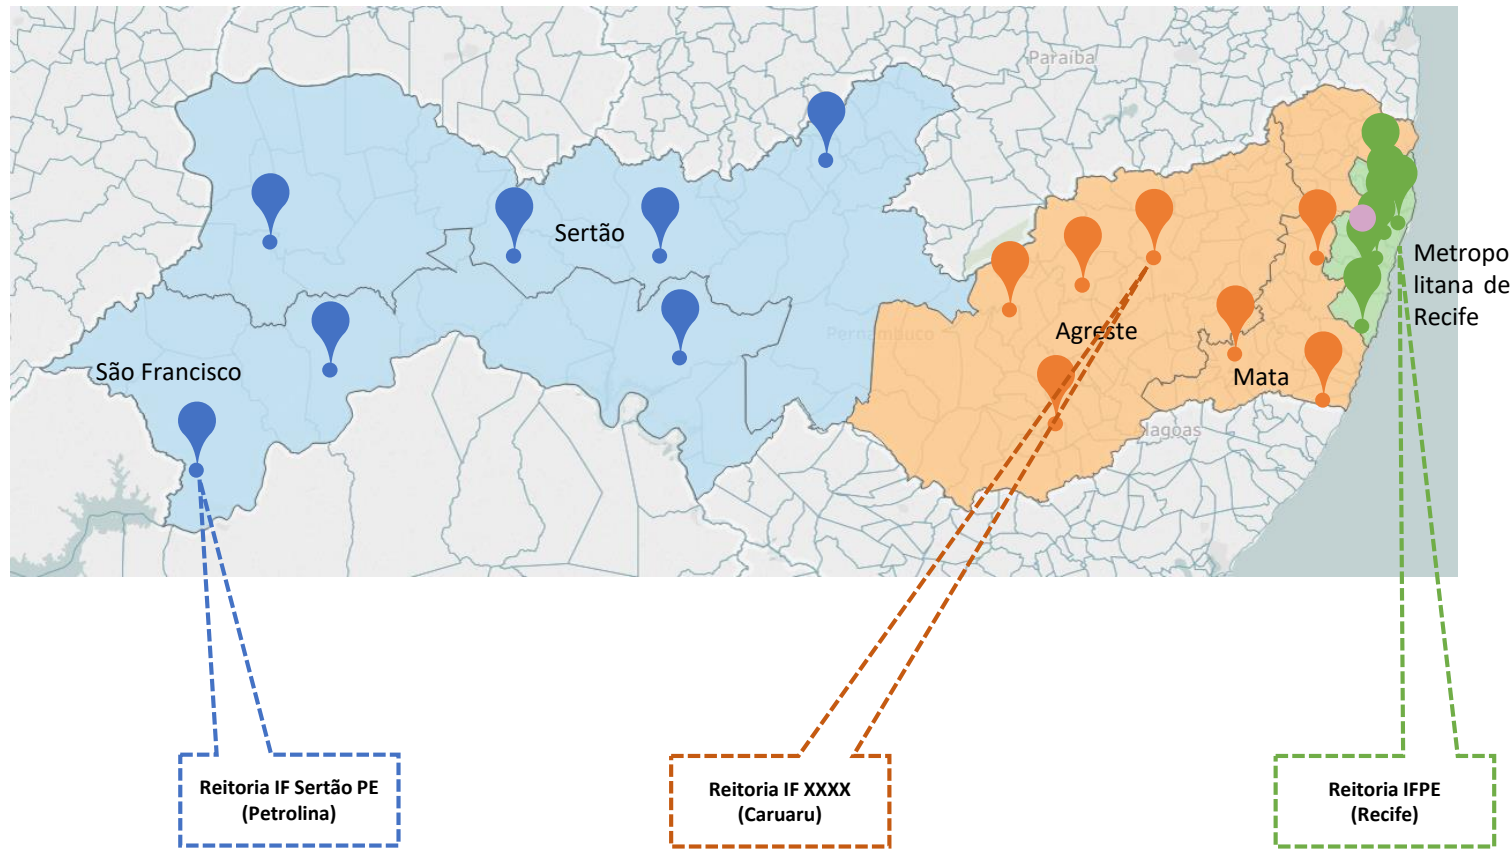 Paraíba
Sertão
Metropo
litana de
Recife
Pernambuco
Agreste
São Francisco
Mata
lagoas
Reitoria IF Sertão PE
(Petrolina)
Reitoria IF XXXX
(Caruaru)
Reitoria IFPE
(Recife)